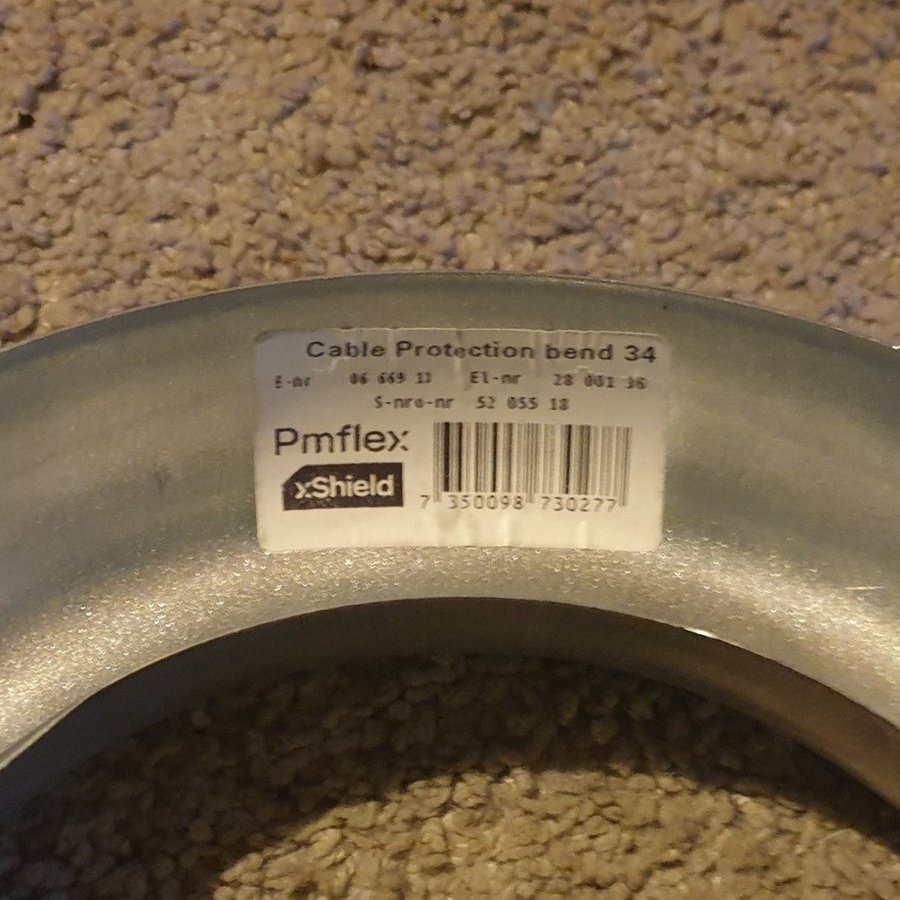 Cable Protection bend 34
E-nr 06 669 33 El-nr 28 001 36
S-nro-nr 52 055 18
Pmflex
xShield
7 350098 730277